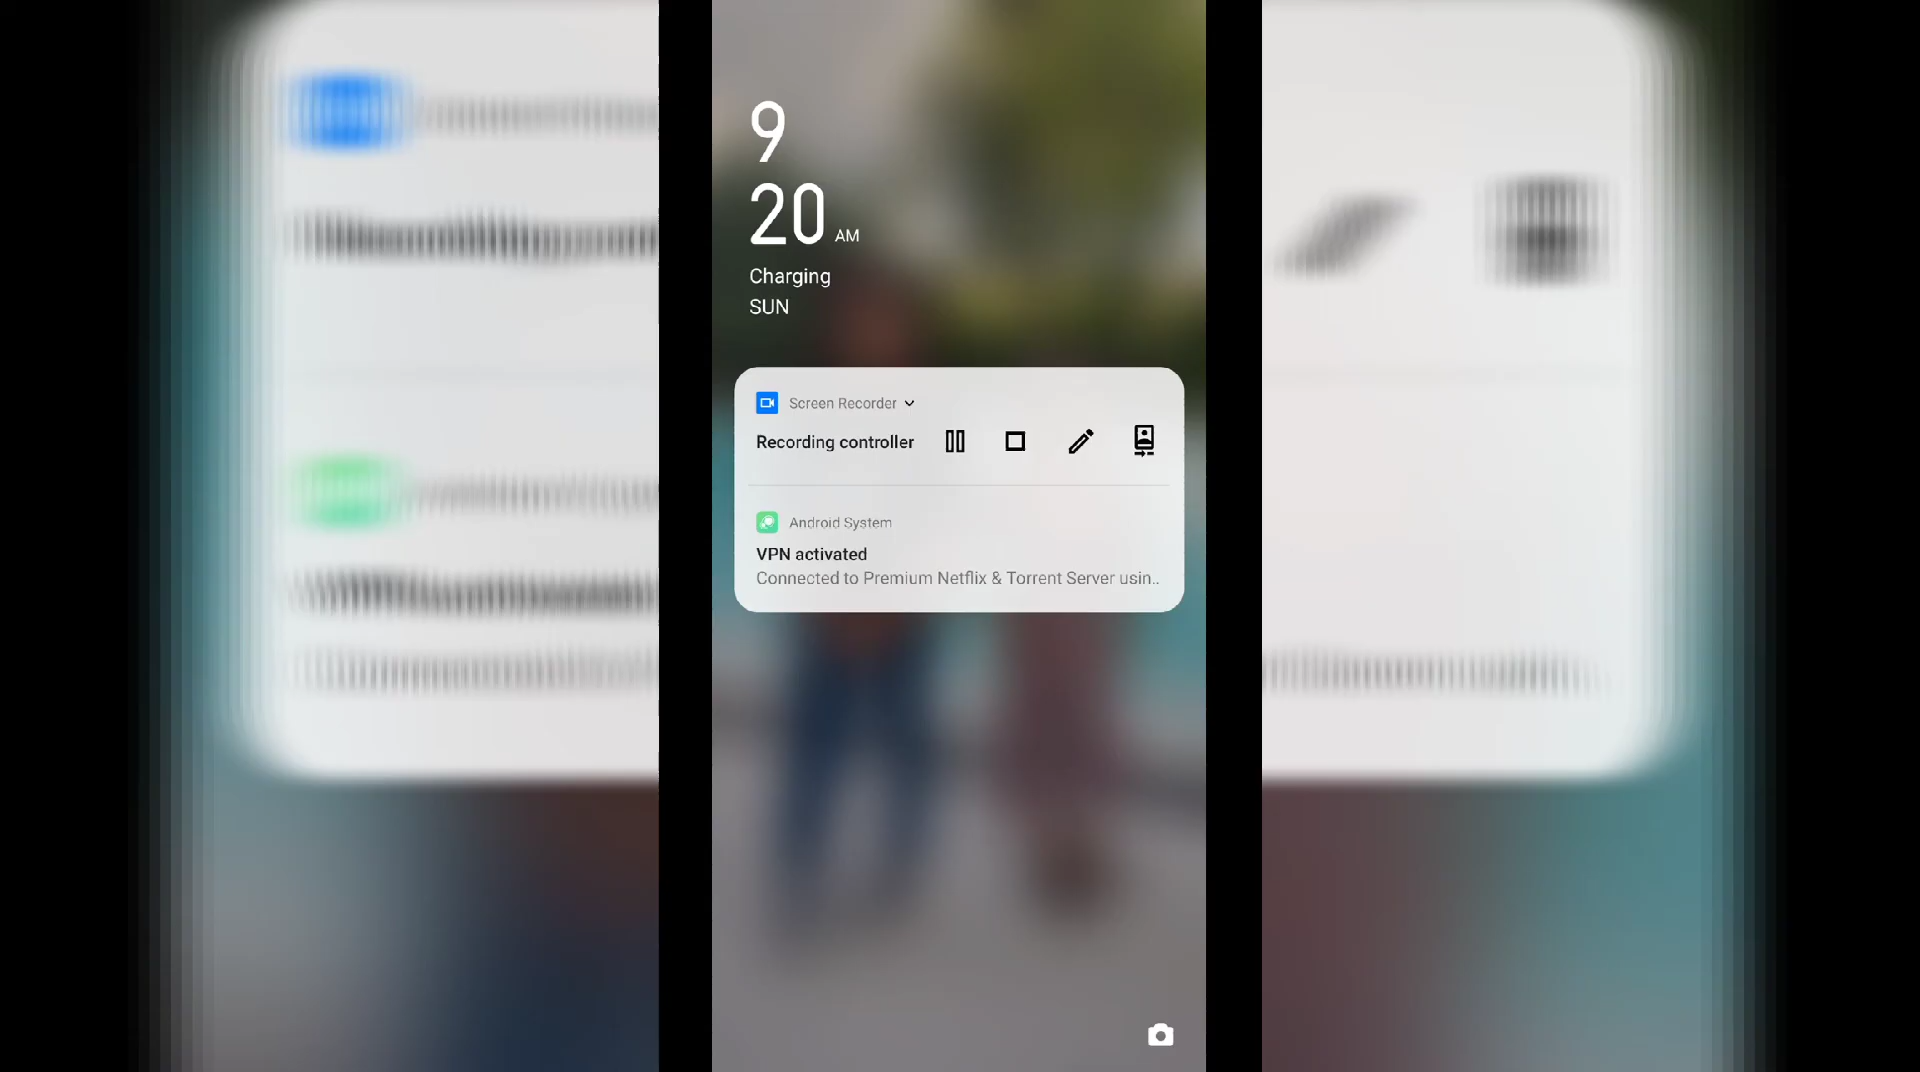 9
20 AM
Charging
SUN
Screen Recorder
Recording controller
Android System
VPN activated
Connected to Premium Netflix & Torrent Server usin..